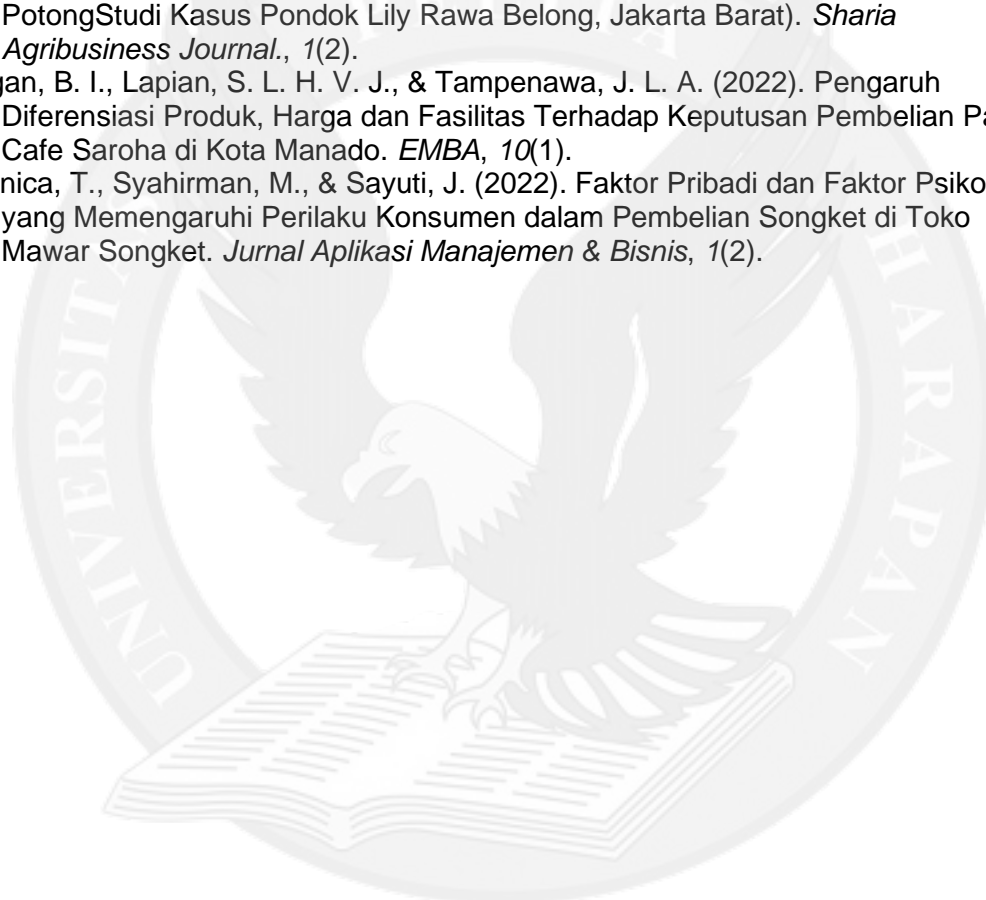 PotongStudi Kasus Pondok Lily Rawa Belong, Jakarta Barat). Sharia
Agribusiness Journal., 1(2).
gan, B. I., Lapian, S. L. H. V. J., & Tampenawa, J. L. A. (2022). Pengaruh
Diferensiasi Produk, Harga dan Fasilitas Terhadap Keputusan Pembelian Pa
Cafe Saroha di Kota Manado. EMBA, 10(1).
nica, T., Syahirman, M., & Sayuti, J. (2022). Faktor Pribadi dan Faktor Psiko
yang Memengaruhi Perilaku Konsumen dalam Pembelian Songket di Toko
Mawar Songket. Jurnal Aplikasi Manajemen & Bisnis, 1(2).
UNIVERSITAS
HARAPAN